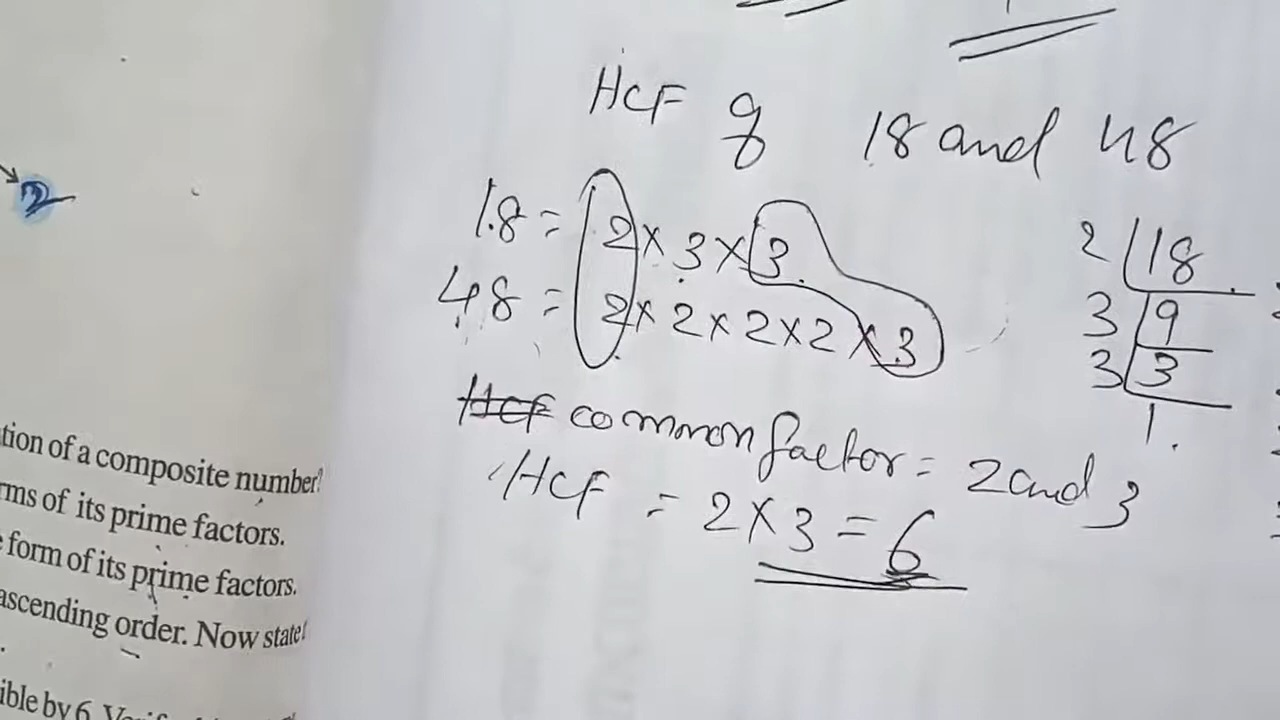 2
HCF of 18 and 48
18 = 2 × 3 × 3
48 = 2 × 2 × 2 × 2 × 3
HCF common factor = 2 and 3
HCF = 2 × 3 = 6
2 18
3 9
3 3
1.
tion of a composite number?
rms of its prime factors.
form of its prime factors.
ascending order. Now state
ible by 6.